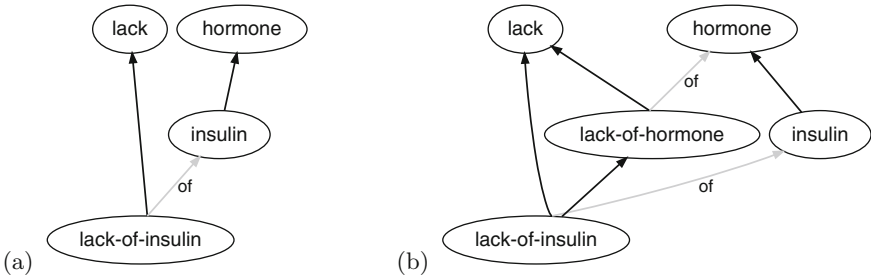 lack hormone
insulin
of
lack-of-insulin
(a)
lack hormone
of
lack-of-hormone insulin
of
lack-of-insulin
(b)